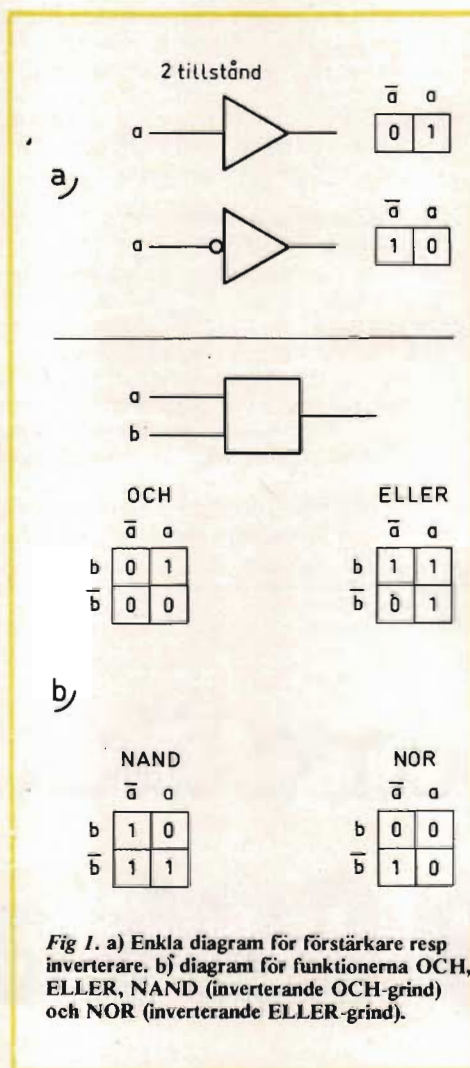 2 tillstånd
a̅ a
a 0 1
a)
a̅ a
a 1 0
a
b
OCH ELLER
a̅ a a̅ a
b 0 1 b 1 1
b̅ 0 0 b̅ 0 1
b)
NAND NOR
a̅ a a̅ a
b 1 0 b 0 0
b̅ 1 1 b̅ 1 0
Fig 1. a) Enkla diagram för förstärkare resp
inverterare. b) diagram för funktionerna OCH,
ELLER, NAND (inverterande OCH-grind)
och NOR (inverterande ELLER-grind).